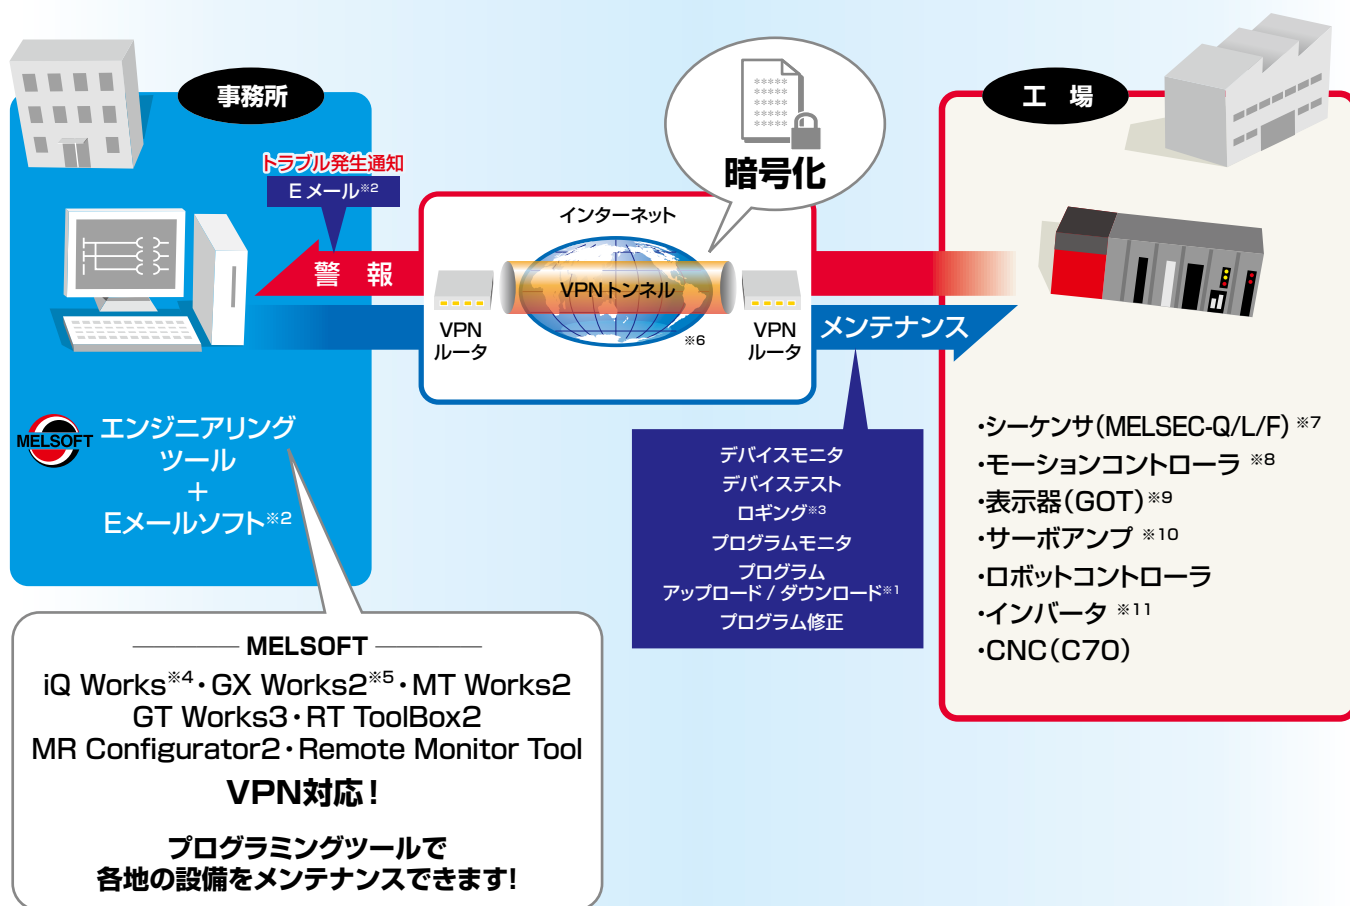 事務所
トラブル発生通知
Eメール※2
警 報
MELSOFT
エンジニアリング
ツール
+
Eメールソフト※2
MELSOFT
iQ Works※4・GX Works2※5・MT Works2
GT Works3・RT ToolBox2
MR Configurator2・Remote Monitor Tool
VPN対応!
プログラミングツールで
各地の設備をメンテナンスできます!
*****
*****
*****
*****
暗号化
インターネット
VPNトンネル
※6
VPN
ルータ
VPN
ルータ
メンテナンス
デバイスモニタ
デバイステスト
ロギング※3
プログラムモニタ
プログラム
アップロード / ダウンロード※1
プログラム修正
工 場
・シーケンサ(MELSEC-Q/L/F)※7
・モーションコントローラ ※8
・表示器(GOT)※9
・サーボアンプ ※10
・ロボットコントローラ
・インバータ ※11
・CNC(C70)